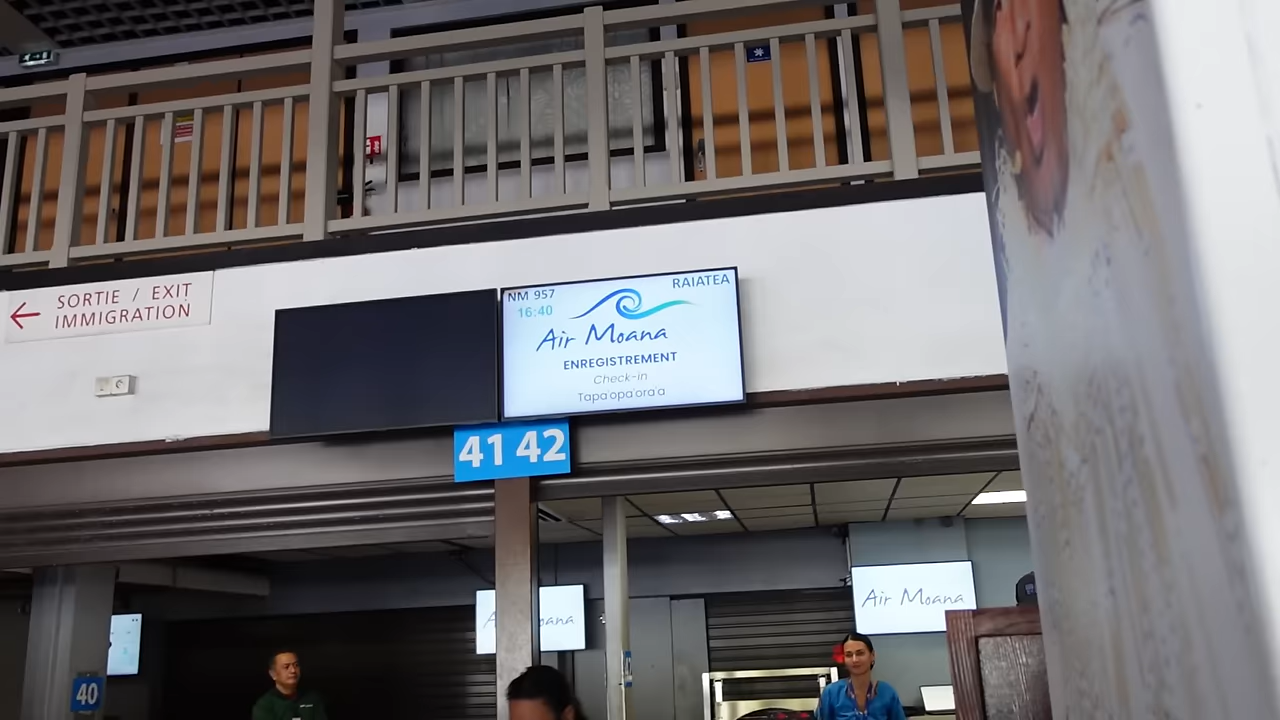 SORTIE / EXIT
IMMIGRATION
NM 957
RAIATEA
16:40
Air Moana
ENREGISTREMENT
Check-in
Tapa'opa'ora'a
41 42
Air Moana
A oana
40